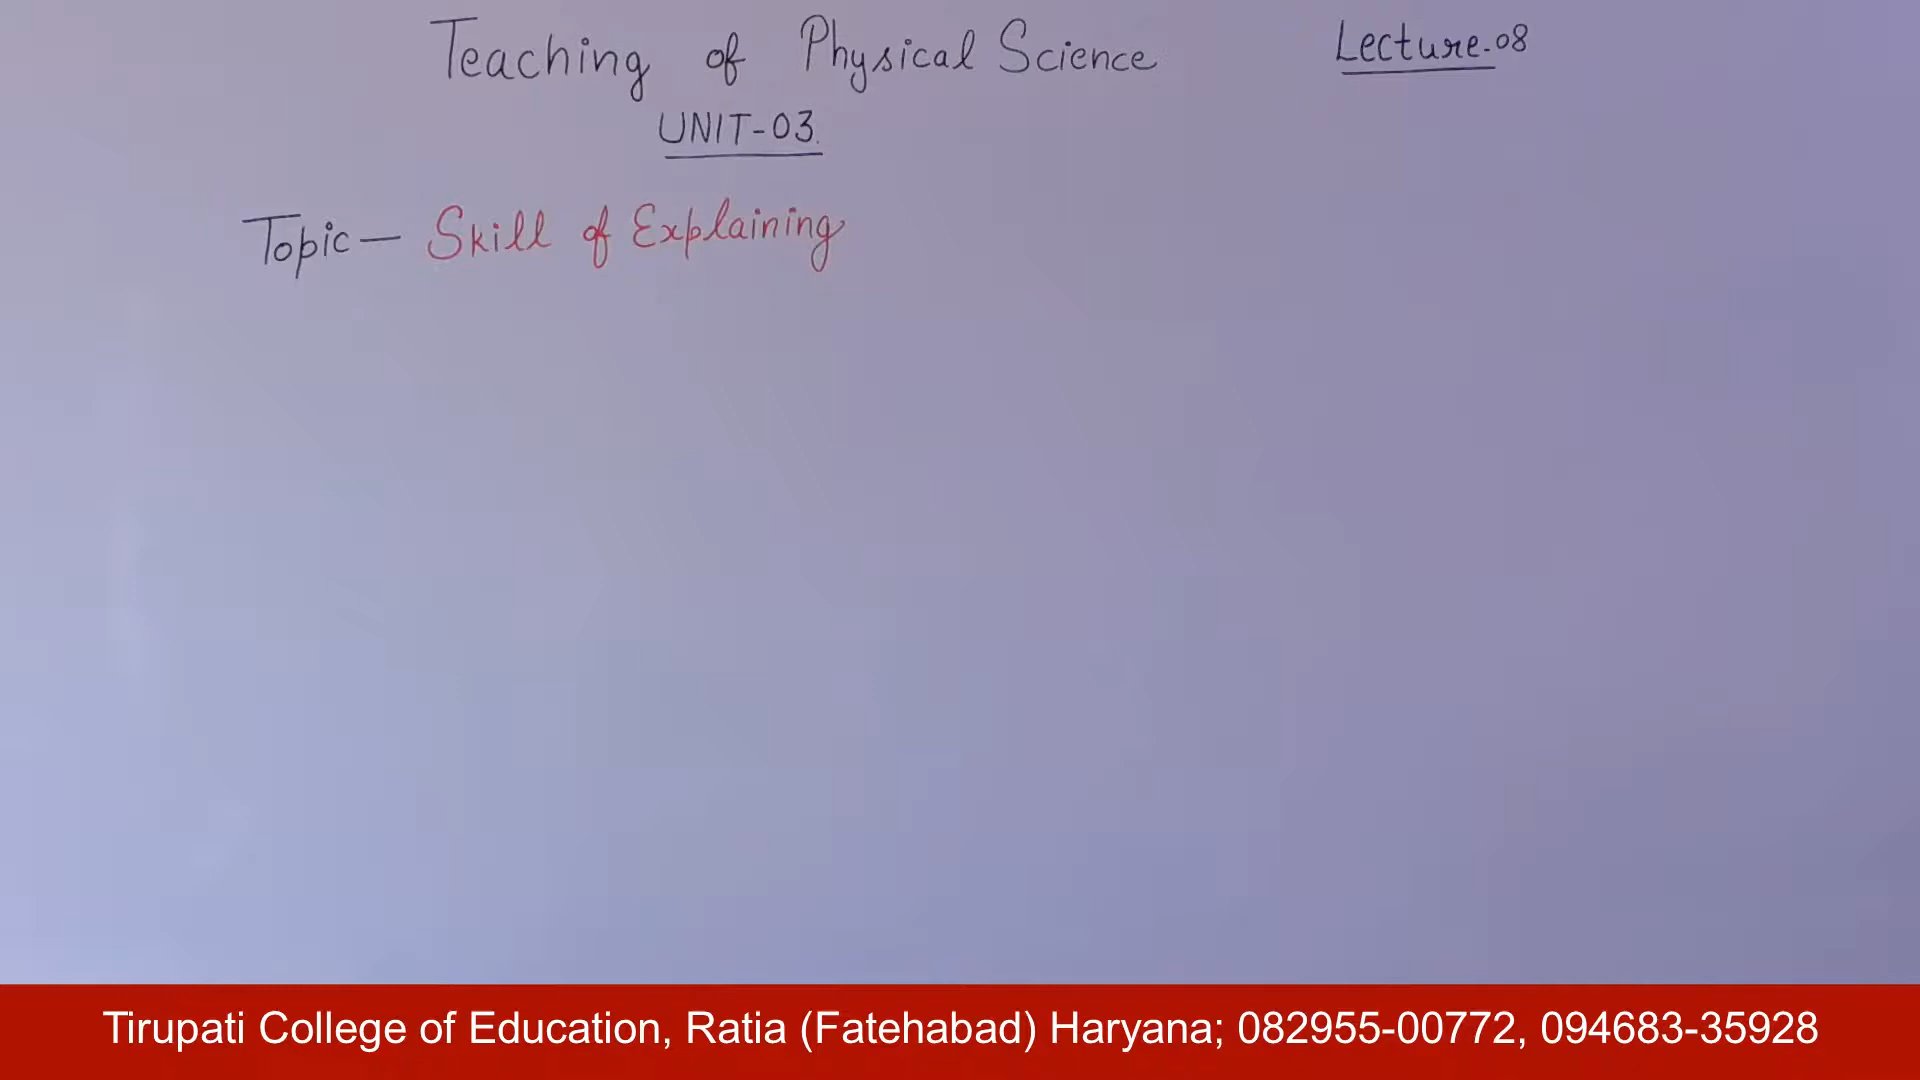 Teaching of Physical Science Lecture-08
UNIT-03.
Topic— Skill of Explaining
Tirupati College of Education, Ratia (Fatehabad) Haryana; 082955-00772, 094683-35928